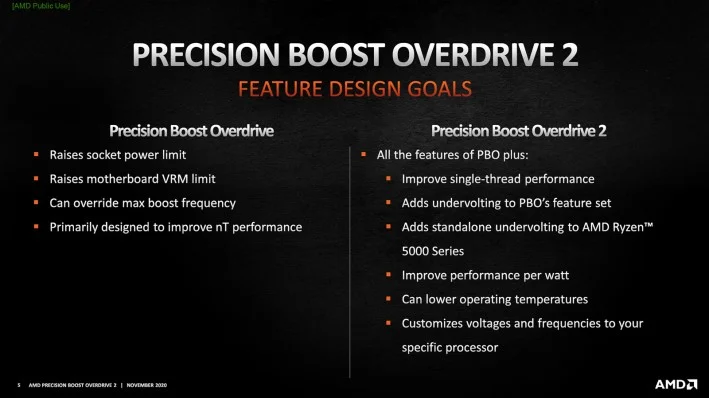 [AMD Public Use]
PRECISION BOOST OVERDRIVE 2
FEATURE DESIGN GOALS
Precision Boost Overdrive
▪ Raises socket power limit
▪ Raises motherboard VRM limit
▪ Can override max boost frequency
▪ Primarily designed to improve nT performance
Precision Boost Overdrive 2
▪ All the features of PBO plus:
▪ Improve single-thread performance
▪ Adds undervolting to PBO’s feature set
▪ Adds standalone undervolting to AMD Ryzen™
5000 Series
▪ Improve performance per watt
▪ Can lower operating temperatures
▪ Customizes voltages and frequencies to your
specific processor
5 AMD PRECISION BOOST OVERDRIVE 2 | NOVEMBER 2020
AMD